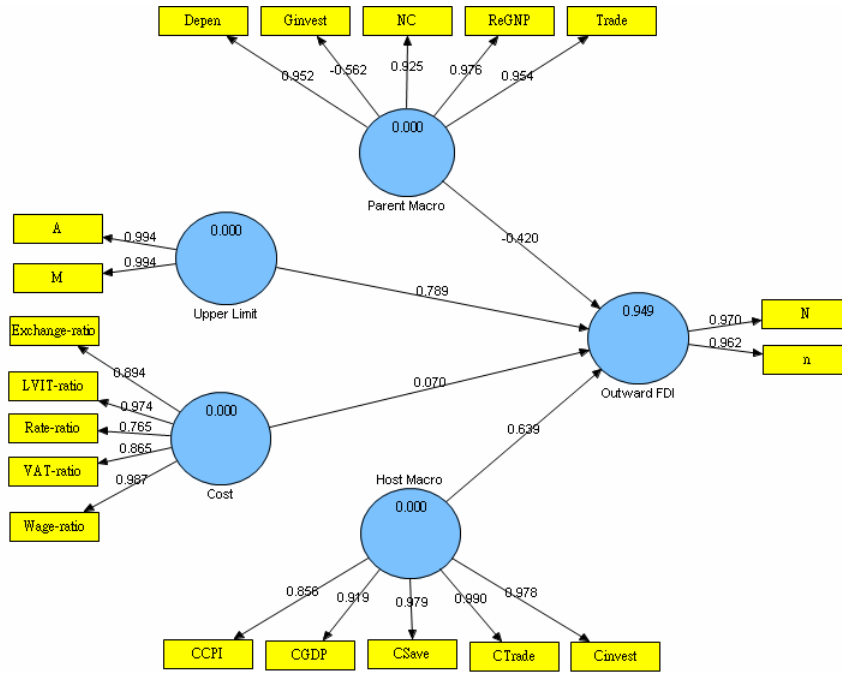 Depen
Ginvest
NC
ReGNP
Trade
0.952
-0.562
0.925
0.976
0.954
0.000
Parent Macro
-0.420
A
M
0.994
0.994
0.000
Upper Limit
0.789
Exchange-ratio
LVIT-ratio
Rate-ratio
VAT-ratio
Wage-ratio
0.894
0.974
0.765
0.865
0.987
0.000
Cost
0.070
0.949
Outward FDI
0.970
0.962
N
n
0.639
Host Macro
0.000
0.856
0.919
0.979
0.990
0.978
CCPI
CGDP
CSave
CTrade
Cinvest